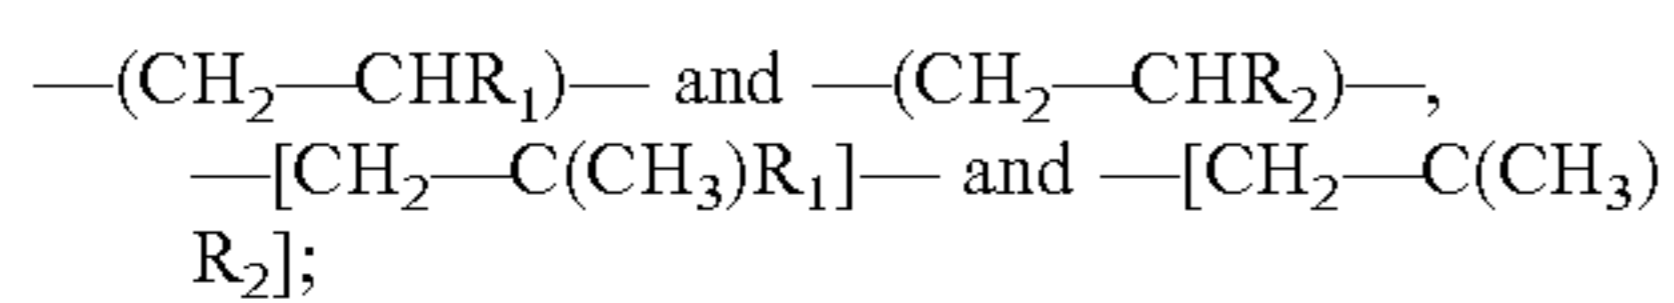 —(CH₂—CHR₁)— and —(CH₂—CHR₂)—,
—[CH₂—C(CH₃)R₁]— and —[CH₂—C(CH₃)
R₂];